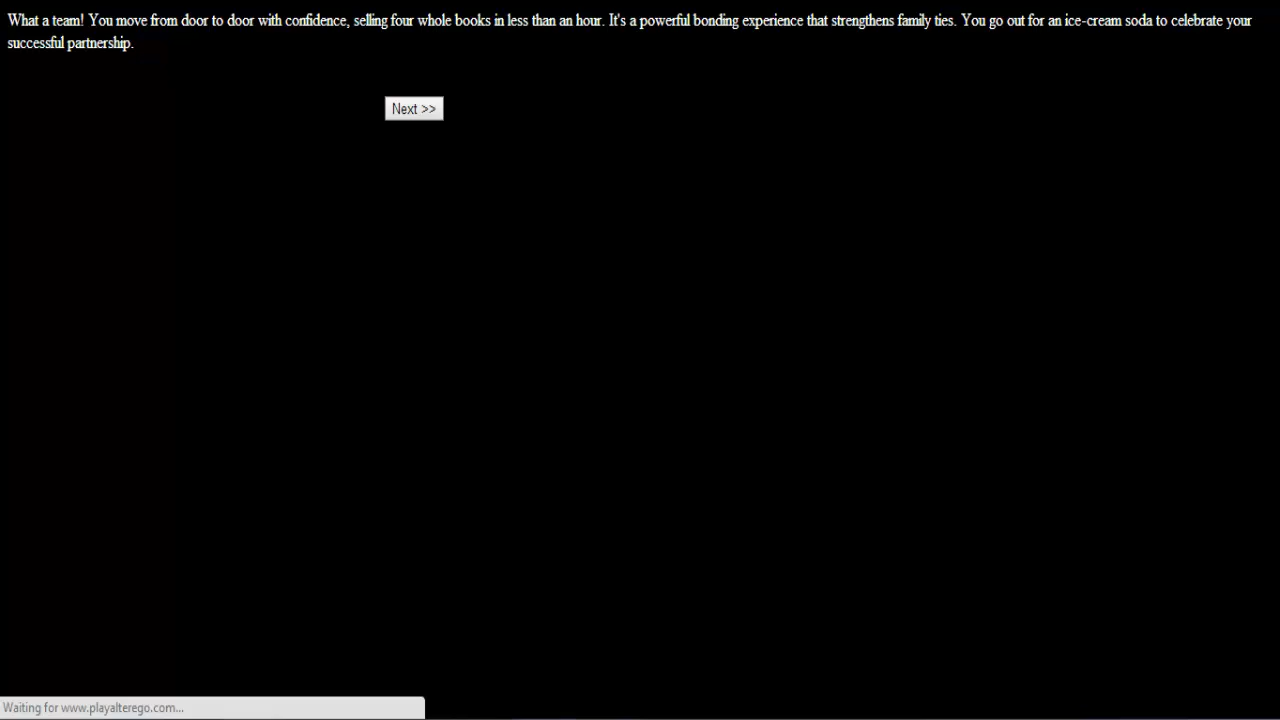 What a team! You move from door to door with confidence, selling four whole books in less than an hour. It's a powerful bonding experience that strengthens family ties. You go out for an ice-cream soda to celebrate your
successful partnership.
Next >>
Waiting for www.playalterego.com...